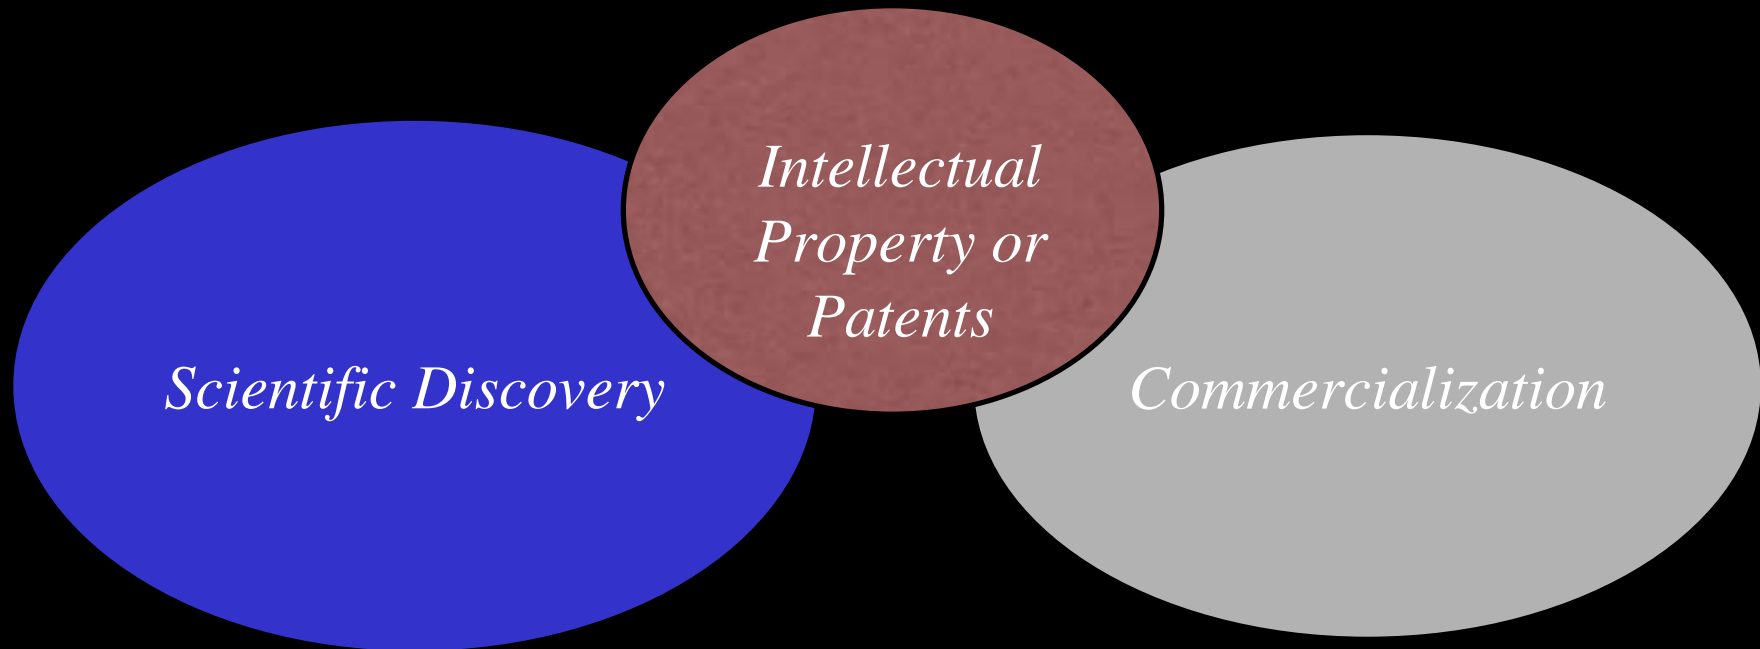 Intellectual
Property or
Patents
Scientific Discovery
Commercialization